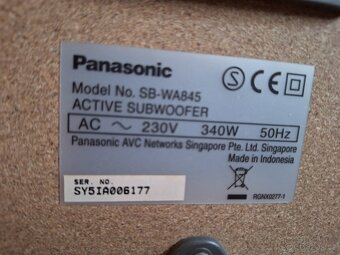 Panasonic
Model No. SB-WA845
ACTIVE SUBWOOFER
AC ~ 230V 340W 50Hz
Panasonic AVC Networks Singapore Pte. Ltd. Singapore
Made in Indonesia
SER. NO.
SY5IA006177
RGNX0277-1